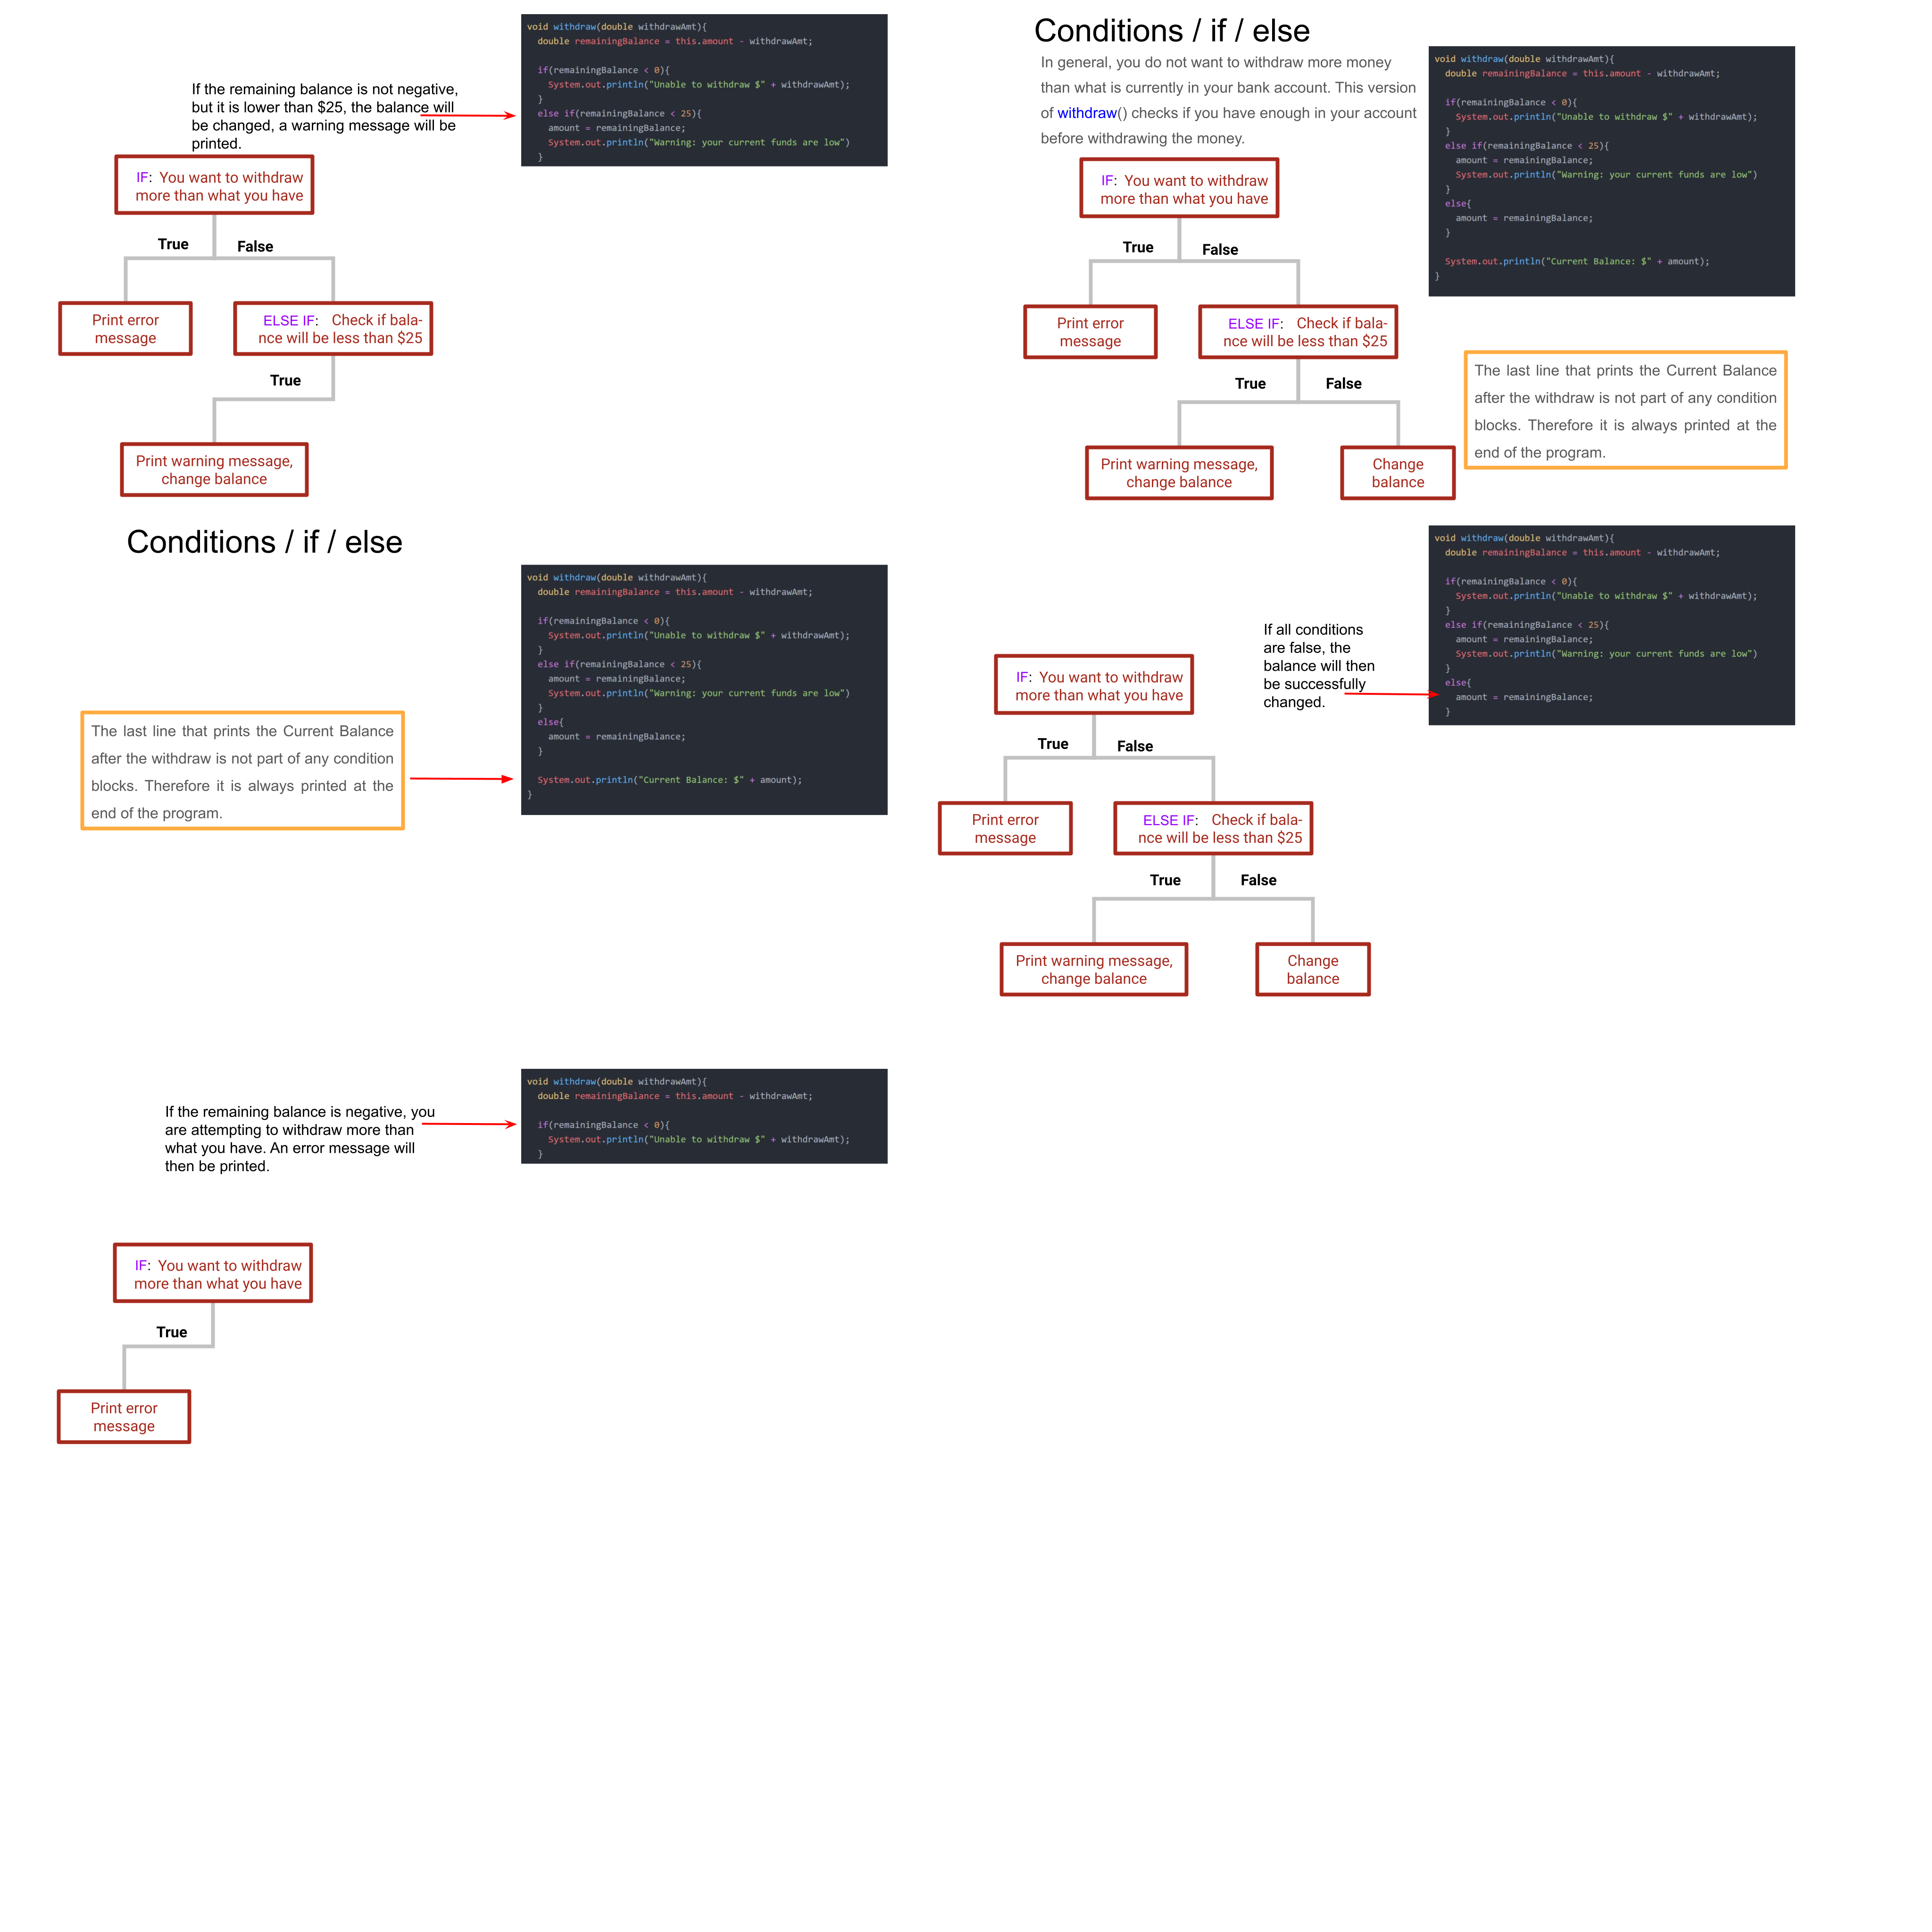 void withdraw(double withdrawAmt){
double remainingBalance = this.amount - withdrawAmt;
if(remainingBalance < 0){
System.out.println("Unable to withdraw $" + withdrawAmt);
}
else if(remainingBalance < 25){
amount = remainingBalance;
System.out.println("Warning: your current funds are low")
}
If the remaining balance is not negative,
but it is lower than $25, the balance will
be changed, a warning message will be
printed.
IF: You want to withdraw
more than what you have
True
False
Print error
message
ELSE IF: Check if bala-
nce will be less than $25
True
Print warning message,
change balance
Conditions / if / else
In general, you do not want to withdraw more money
than what is currently in your bank account. This version
of withdraw() checks if you have enough in your account
before withdrawing the money.
void withdraw(double withdrawAmt){
double remainingBalance = this.amount - withdrawAmt;
if(remainingBalance < 0){
System.out.println("Unable to withdraw $" + withdrawAmt);
}
else if(remainingBalance < 25){
amount = remainingBalance;
System.out.println("Warning: your current funds are low")
}
else{
amount = remainingBalance;
}
System.out.println("Current Balance: $" + amount);
}
IF: You want to withdraw
more than what you have
True
False
Print error
message
ELSE IF: Check if bala-
nce will be less than $25
True
False
Print warning message,
change balance
Change
balance
The last line that prints the Current Balance
after the withdraw is not part of any condition
blocks. Therefore it is always printed at the
end of the program.
Conditions / if / else
void withdraw(double withdrawAmt){
double remainingBalance = this.amount - withdrawAmt;
if(remainingBalance < 0){
System.out.println("Unable to withdraw $" + withdrawAmt);
}
else if(remainingBalance < 25){
amount = remainingBalance;
System.out.println("Warning: your current funds are low")
}
else{
amount = remainingBalance;
}
System.out.println("Current Balance: $" + amount);
}
The last line that prints the Current Balance
after the withdraw is not part of any condition
blocks. Therefore it is always printed at the
end of the program.
void withdraw(double withdrawAmt){
double remainingBalance = this.amount - withdrawAmt;
if(remainingBalance < 0){
System.out.println("Unable to withdraw $" + withdrawAmt);
}
else if(remainingBalance < 25){
amount = remainingBalance;
System.out.println("Warning: your current funds are low")
}
else{
amount = remainingBalance;
}
If all conditions
are false, the
balance will then
be successfully
changed.
IF: You want to withdraw
more than what you have
True
False
Print error
message
ELSE IF: Check if bala-
nce will be less than $25
True
False
Print warning message,
change balance
Change
balance
void withdraw(double withdrawAmt){
double remainingBalance = this.amount - withdrawAmt;
if(remainingBalance < 0){
System.out.println("Unable to withdraw $" + withdrawAmt);
}
If the remaining balance is negative, you
are attempting to withdraw more than
what you have. An error message will
then be printed.
IF: You want to withdraw
more than what you have
True
Print error
message